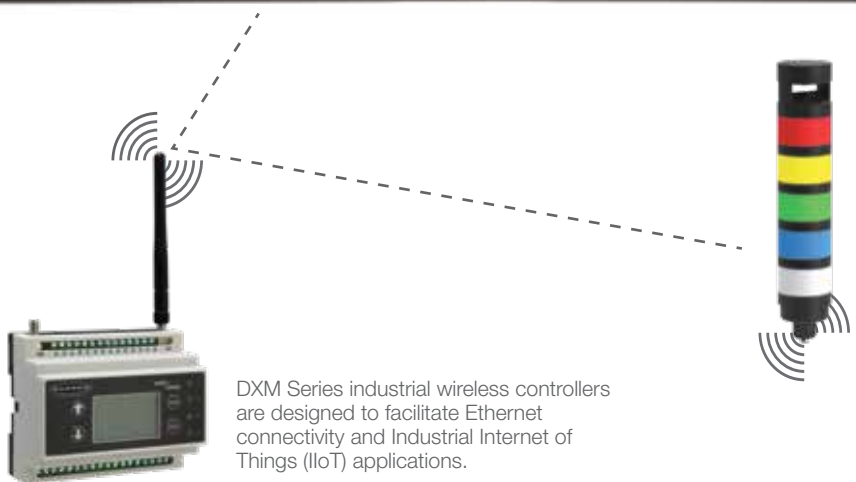 DXM Series industrial wireless controllers
are designed to facilitate Ethernet
connectivity and Industrial Internet of
Things (IIoT) applications.